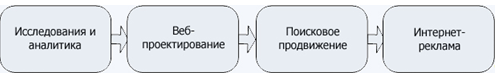 Исследования и
аналитика
Веб-
проектирование
Поисковое
продвижение
Интернет-
реклама